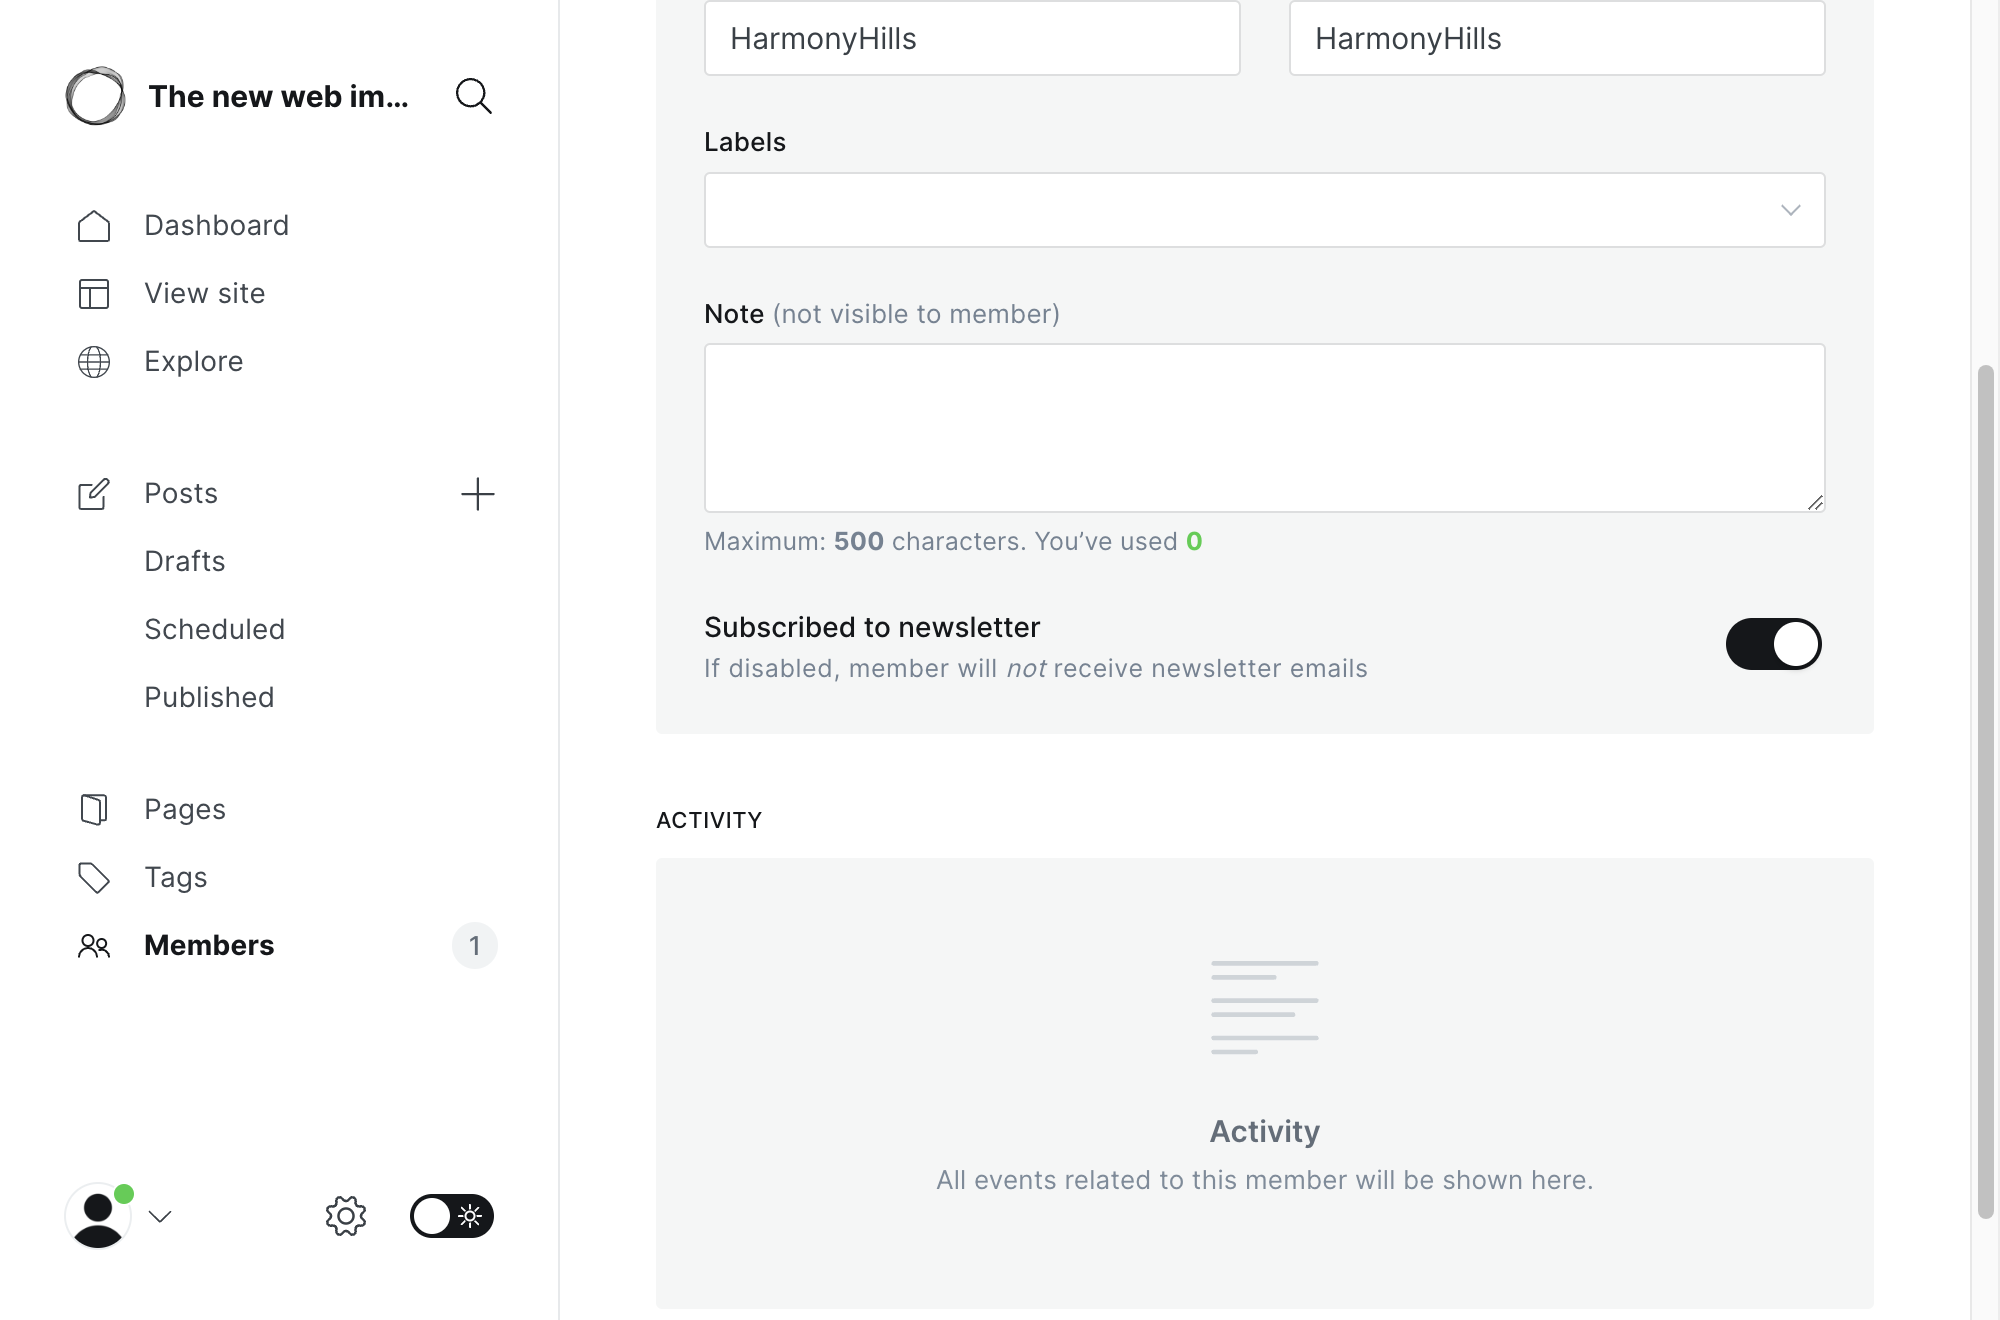 The new web im...
Dashboard
View site
Explore
Posts
Drafts
Scheduled
Published
Pages
Tags
Members 1
HarmonyHills HarmonyHills
Labels
Note (not visible to member)
Maximum: 500 characters. You’ve used 0
Subscribed to newsletter
If disabled, member will not receive newsletter emails
ACTIVITY
Activity
All events related to this member will be shown here.